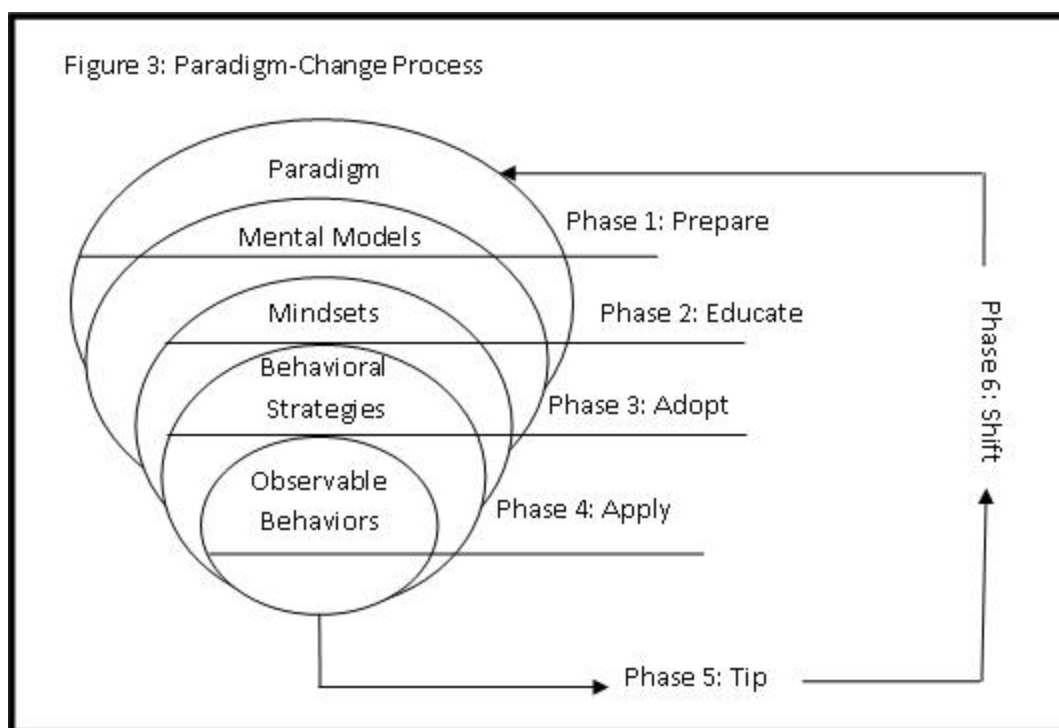 Figure 3: Paradigm-Change Process
Paradigm
Phase 1: Prepare
Mental Models
Mindsets
Phase 2: Educate
Behavioral
Strategies
Phase 3: Adopt
Observable
Behaviors
Phase 4: Apply
Phase 5: Tip
Phase 6: Shift